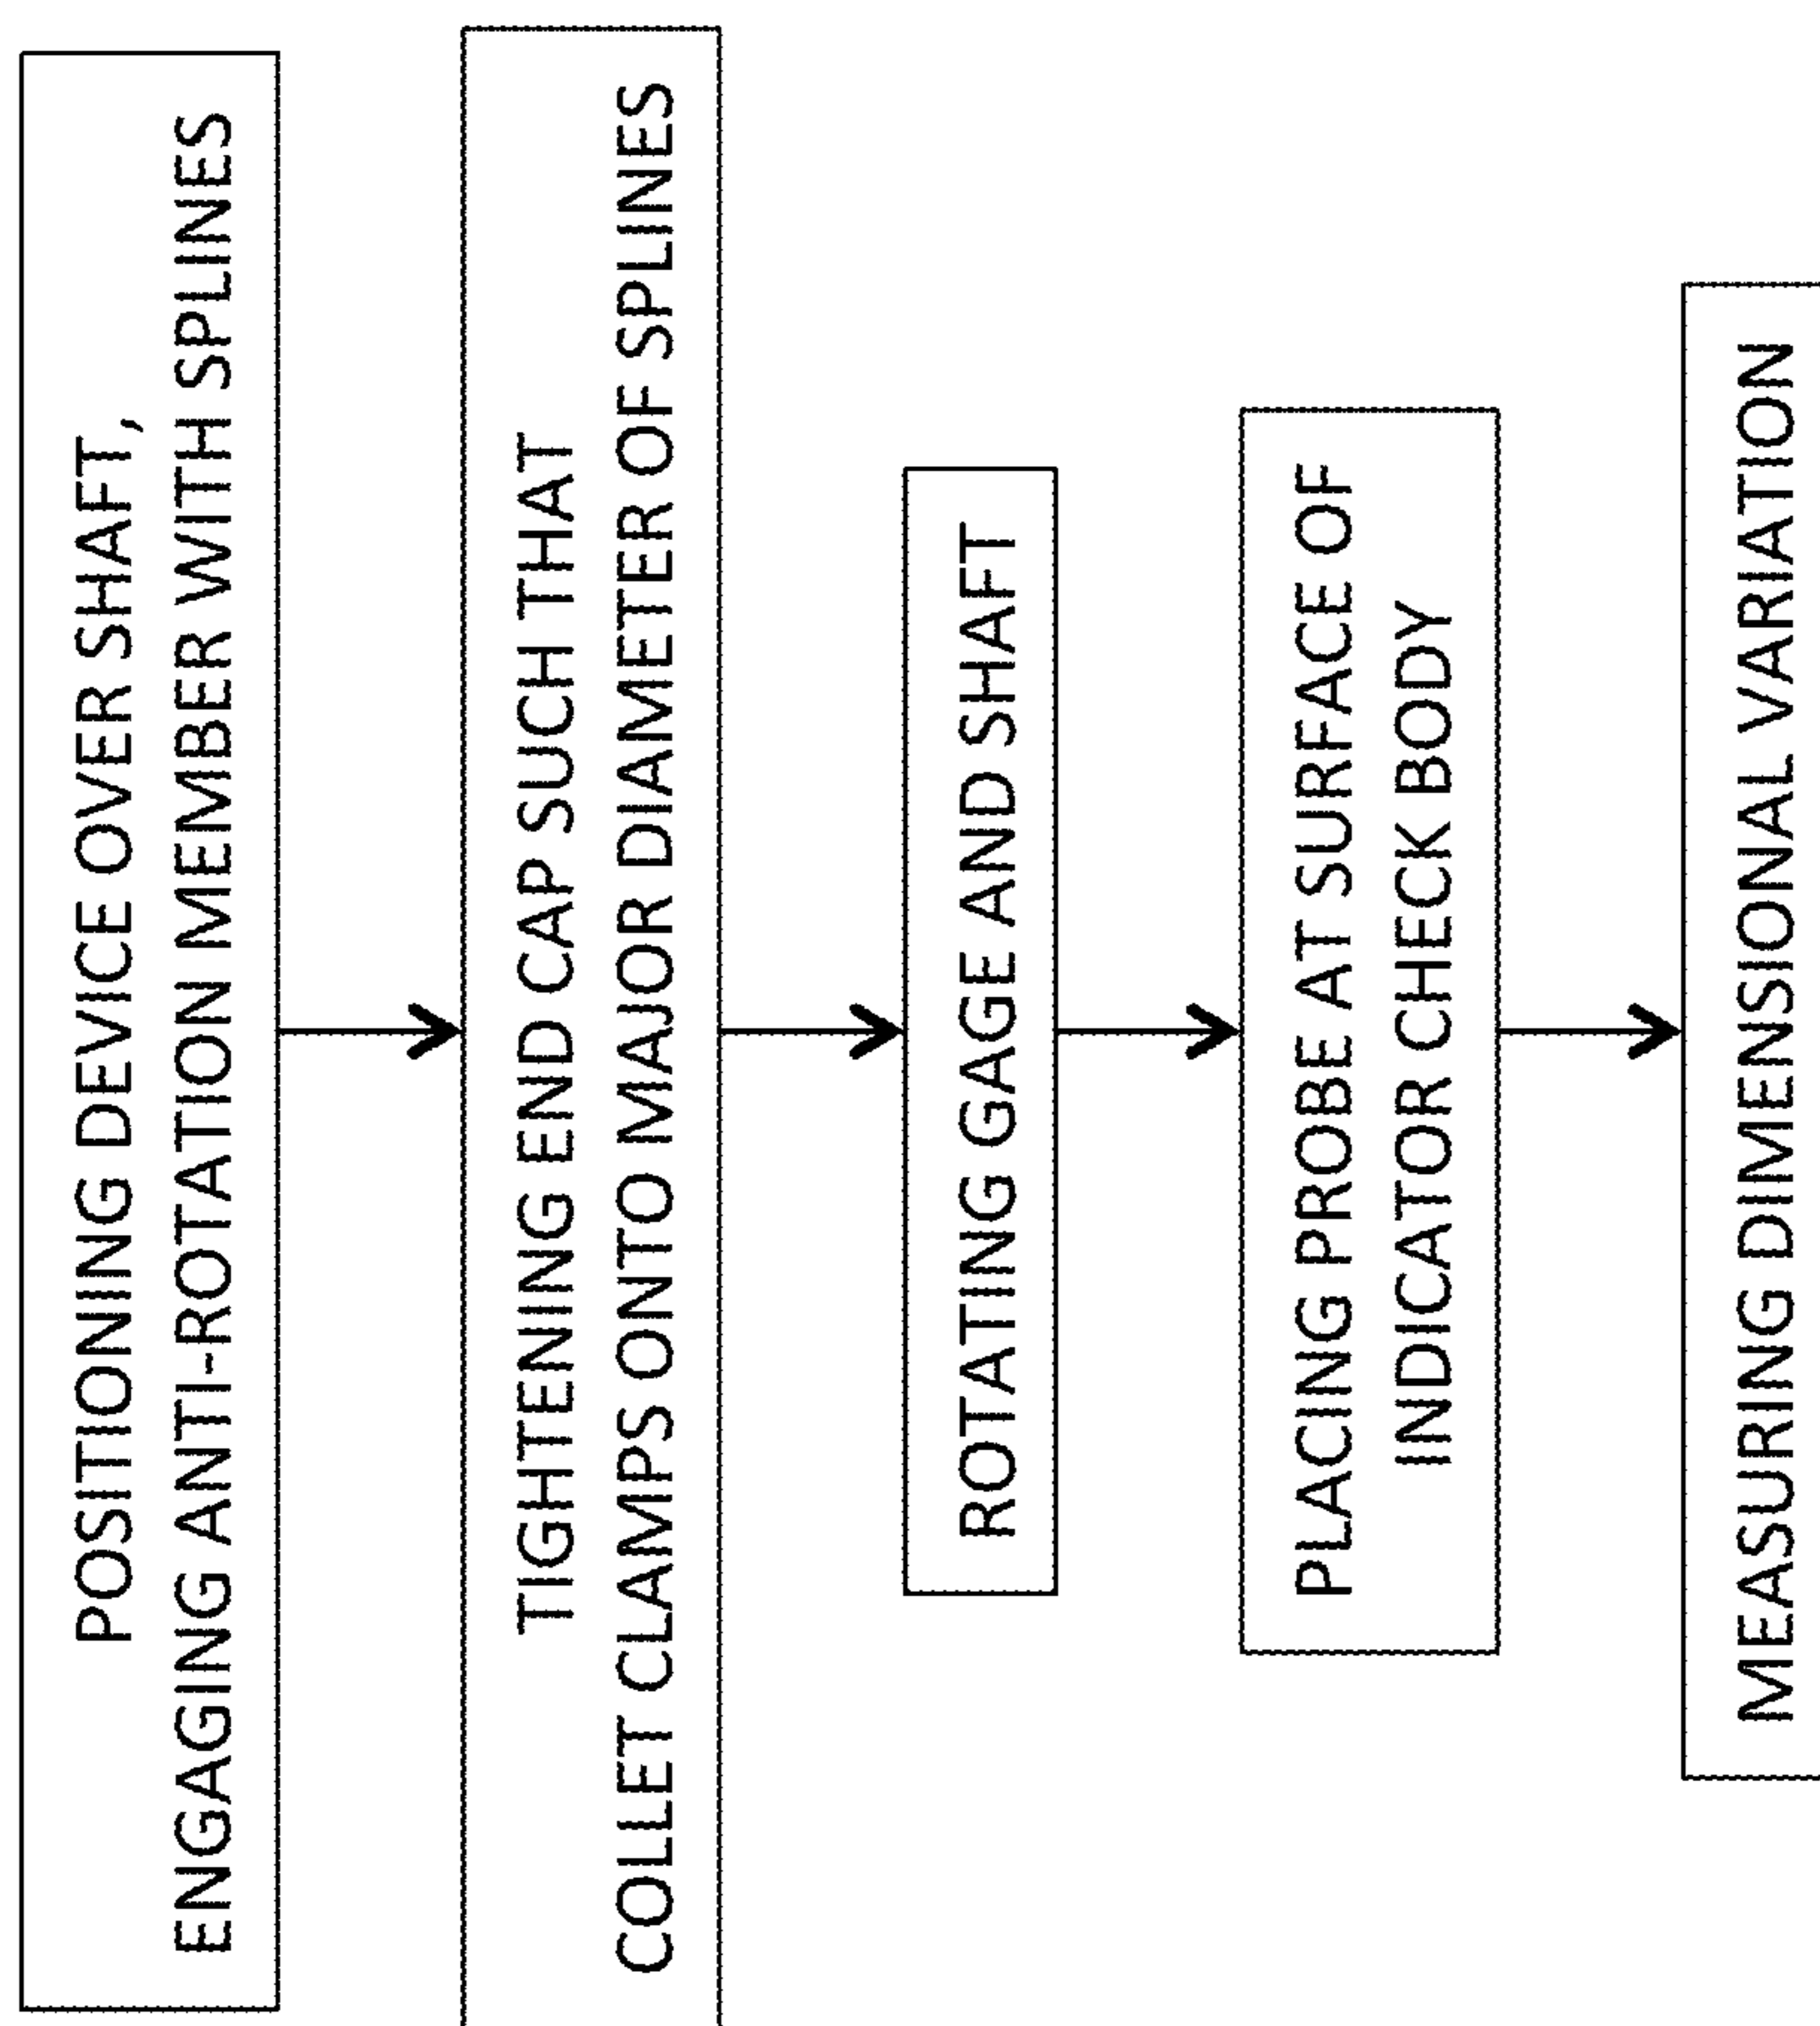 POSITIONING DEVICE OVER SHAFT,
ENGAGING ANTI-ROTATION MEMBER WITH SPLINES
TIGHTENING END CAP SUCH THAT
COLLET CLAMPS ONTO MAJOR DIAMETER OF SPLINES
ROTATING GAGE AND SHAFT
PLACING PROBE AT SURFACE OF
INDICATOR CHECK BODY
MEASURING DIMENSIONAL VARIATION